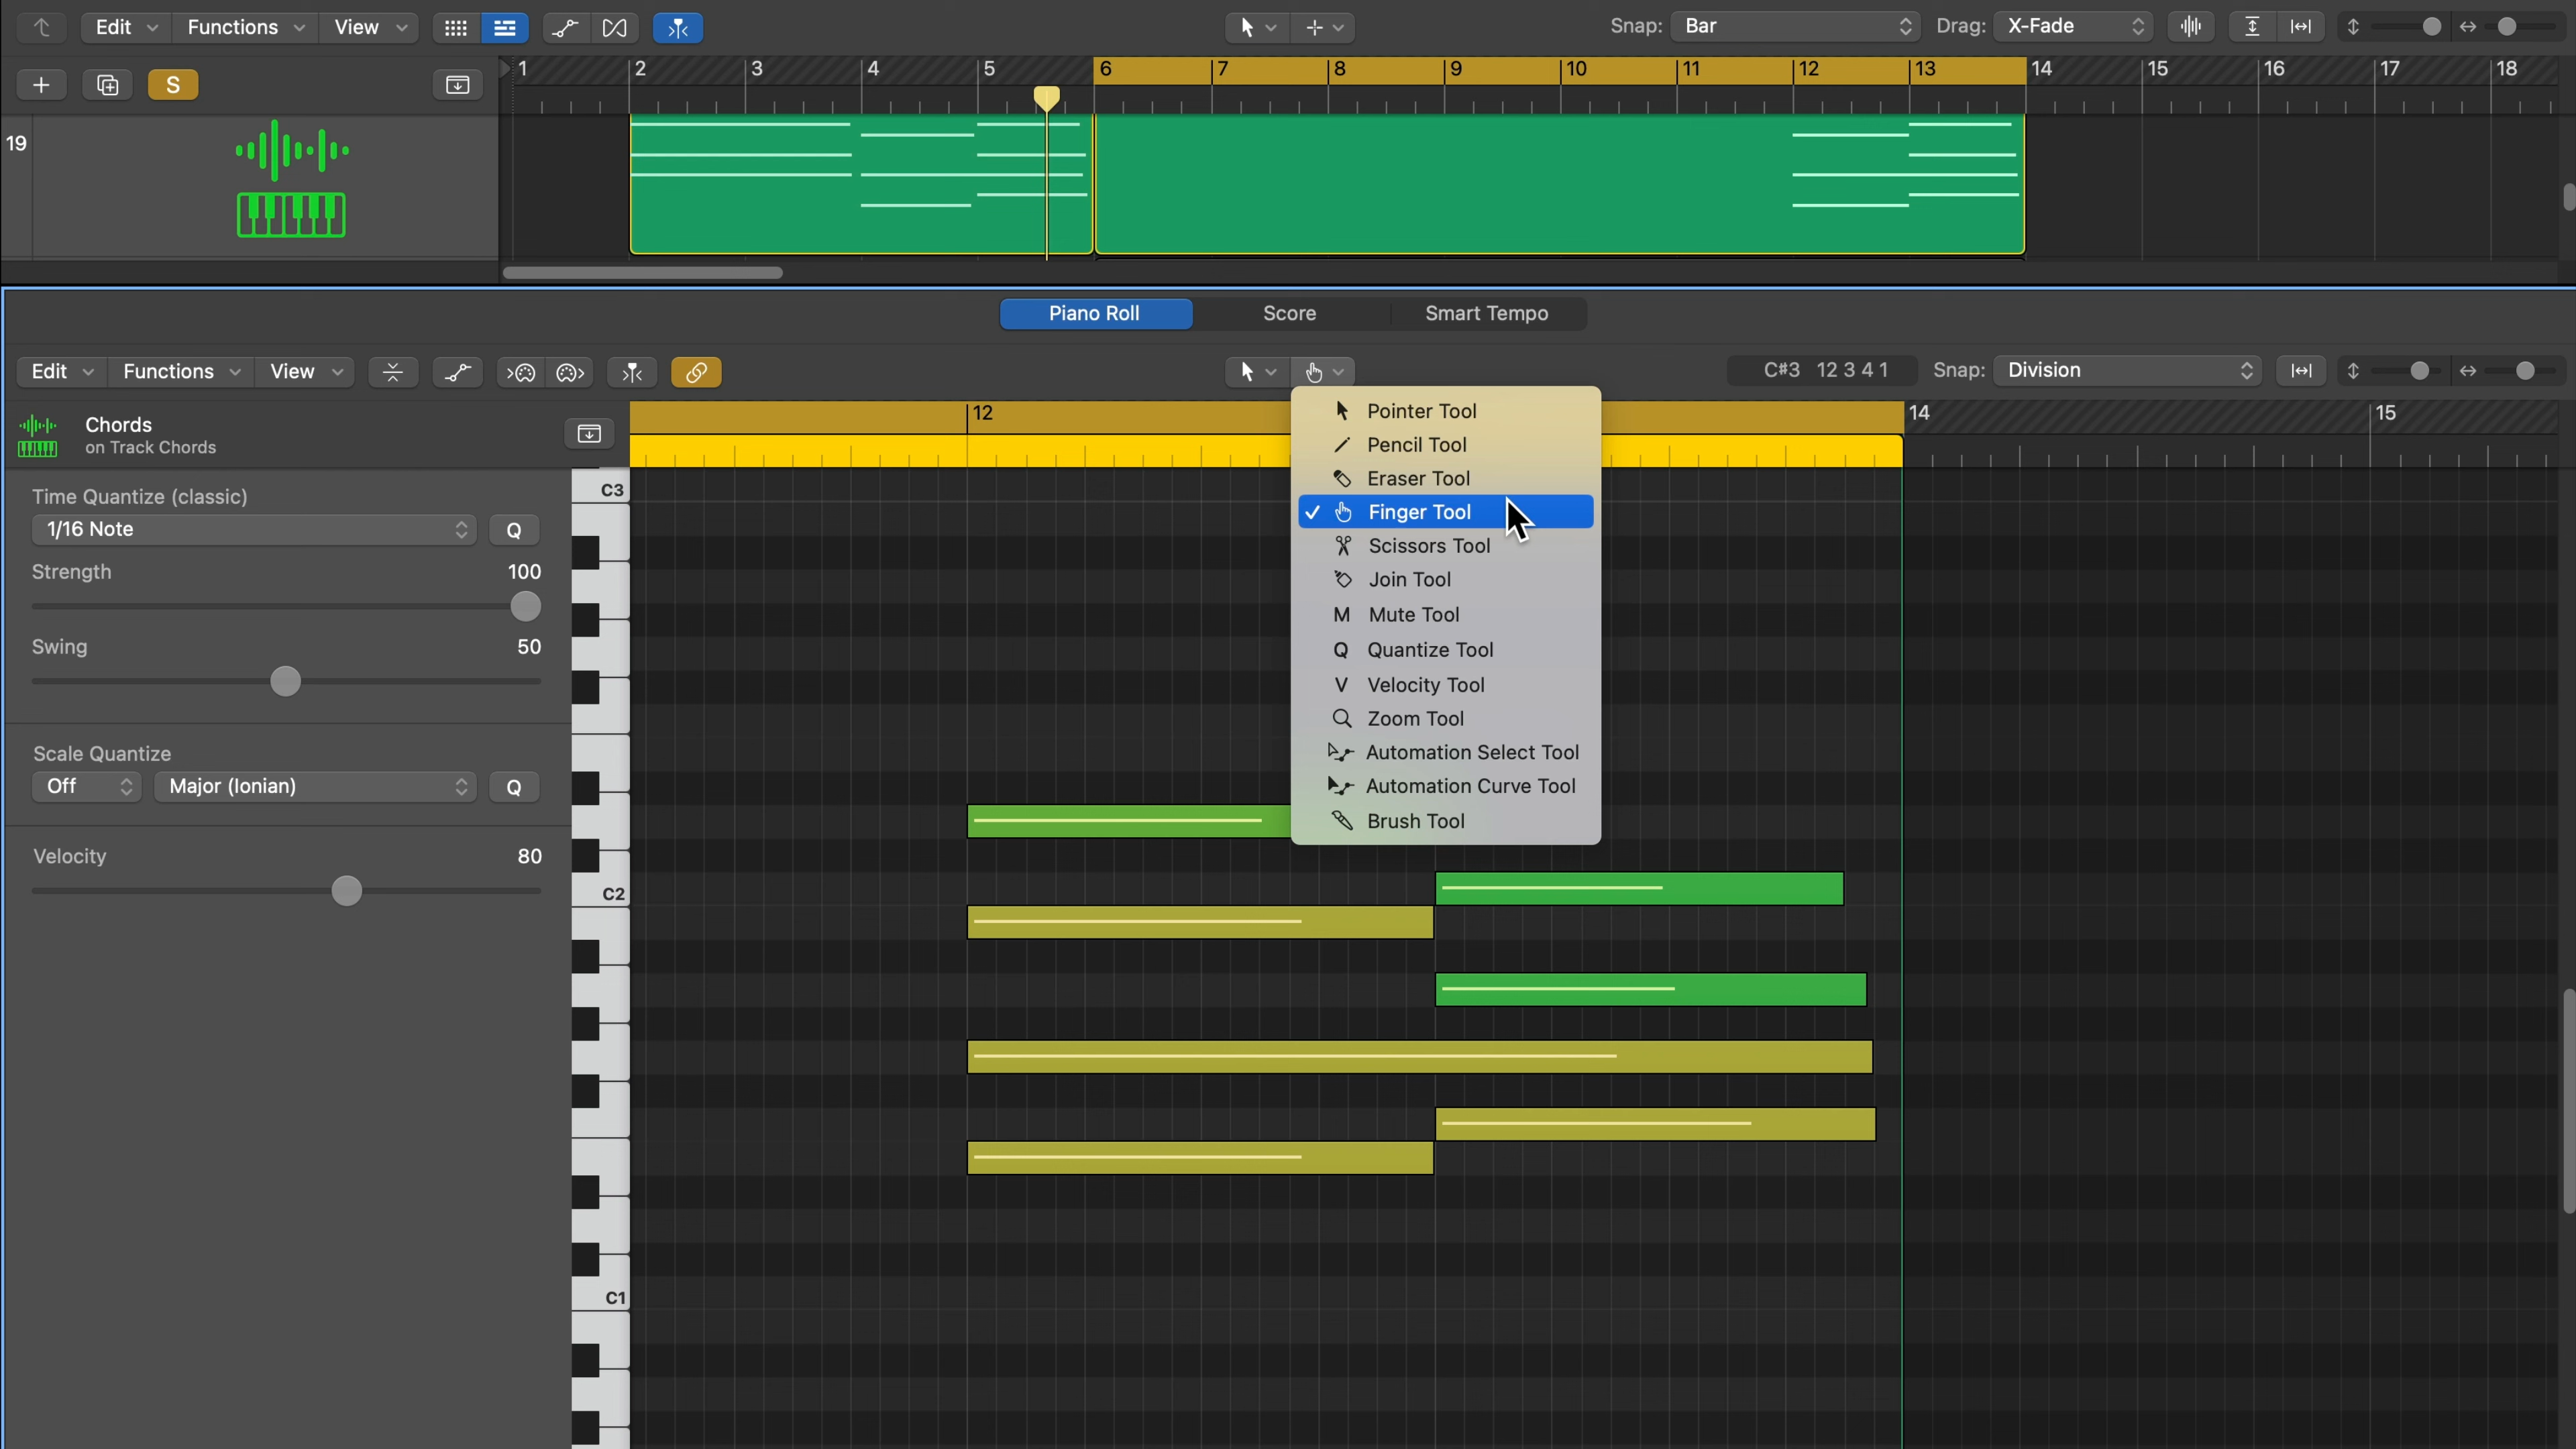 Edit Functions View Snap: Bar Drag: X-Fade
S 1 2 3 4 5 6 7 8 9 10 11 12 13 14 15 16 17 18
19
Piano Roll Score Smart Tempo
Edit Functions View C#3 12 3 4 1 Snap: Division
Chords
on Track Chords
12 14 15
Time Quantize (classic)
1/16 Note Q
Strength 100
Swing 50
Scale Quantize
Off Major (Ionian) Q
Velocity 80
C3
C2
C1
Pointer Tool
Pencil Tool
Eraser Tool
Finger Tool
Scissors Tool
Join Tool
M Mute Tool
Q Quantize Tool
V Velocity Tool
Zoom Tool
Automation Select Tool
Automation Curve Tool
Brush Tool